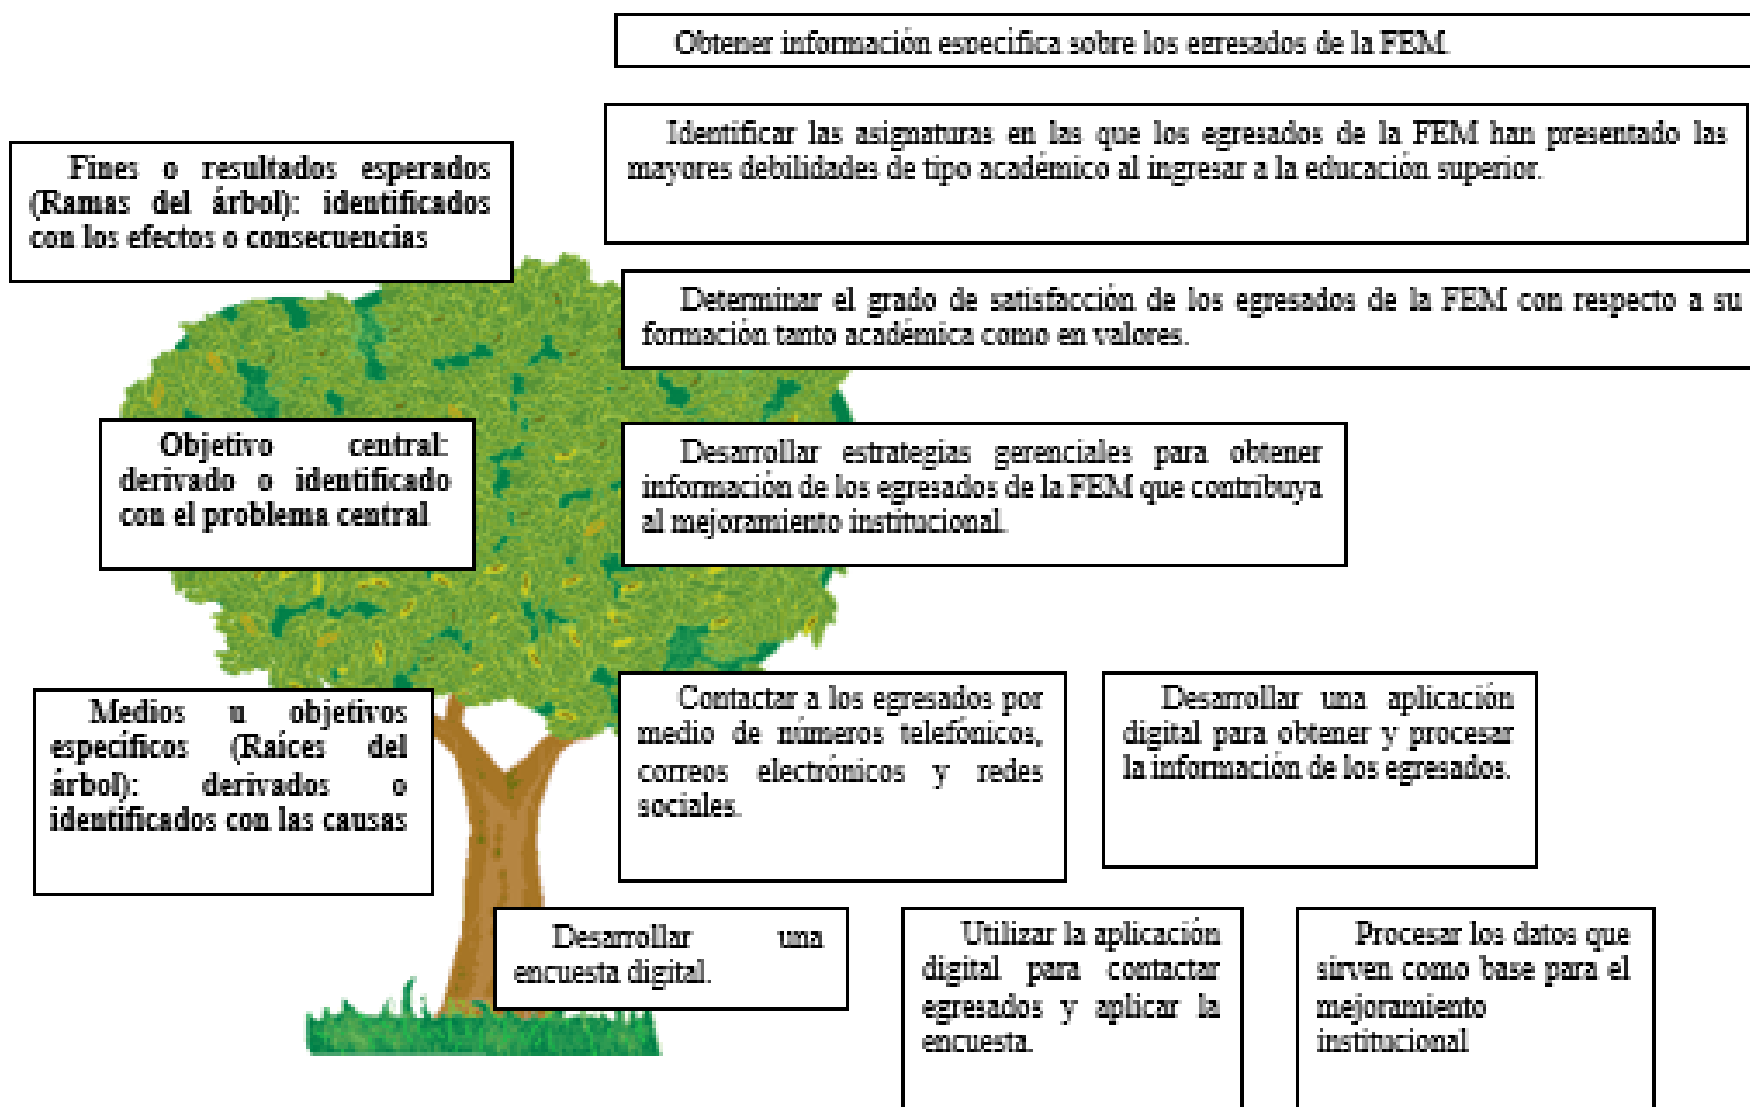 Obtener información especifica sobre los egresados de la FEM.
Identificar las asignaturas en las que los egresados de la FEM han presentado las
mayores debilidades de tipo académico al ingresar a la educación superior.
Fines o resultados esperados
(Ramas del árbol): identificados
con los efectos o consecuencias
Determinar el grado de satisfacción de los egresados de la FEM con respecto a su
formación tanto académica como en valores.
Objetivo central:
derivado o identificado
con el problema central
Desarrollar estrategias gerenciales para obtener
información de los egresados de la FEM que contribuya
al mejoramiento institucional.
Medios u objetivos
específicos (Raíces del
árbol): derivados o
identificados con las causas
Contactar a los egresados por
medio de números telefónicos,
correos electrónicos y redes
sociales.
Desarrollar una aplicación
digital para obtener y procesar
la información de los egresados.
Desarrollar una
encuesta digital.
Utilizar la aplicación
digital para contactar
egresados y aplicar la
encuesta.
Procesar los datos que
sirven como base para el
mejoramiento
institucional